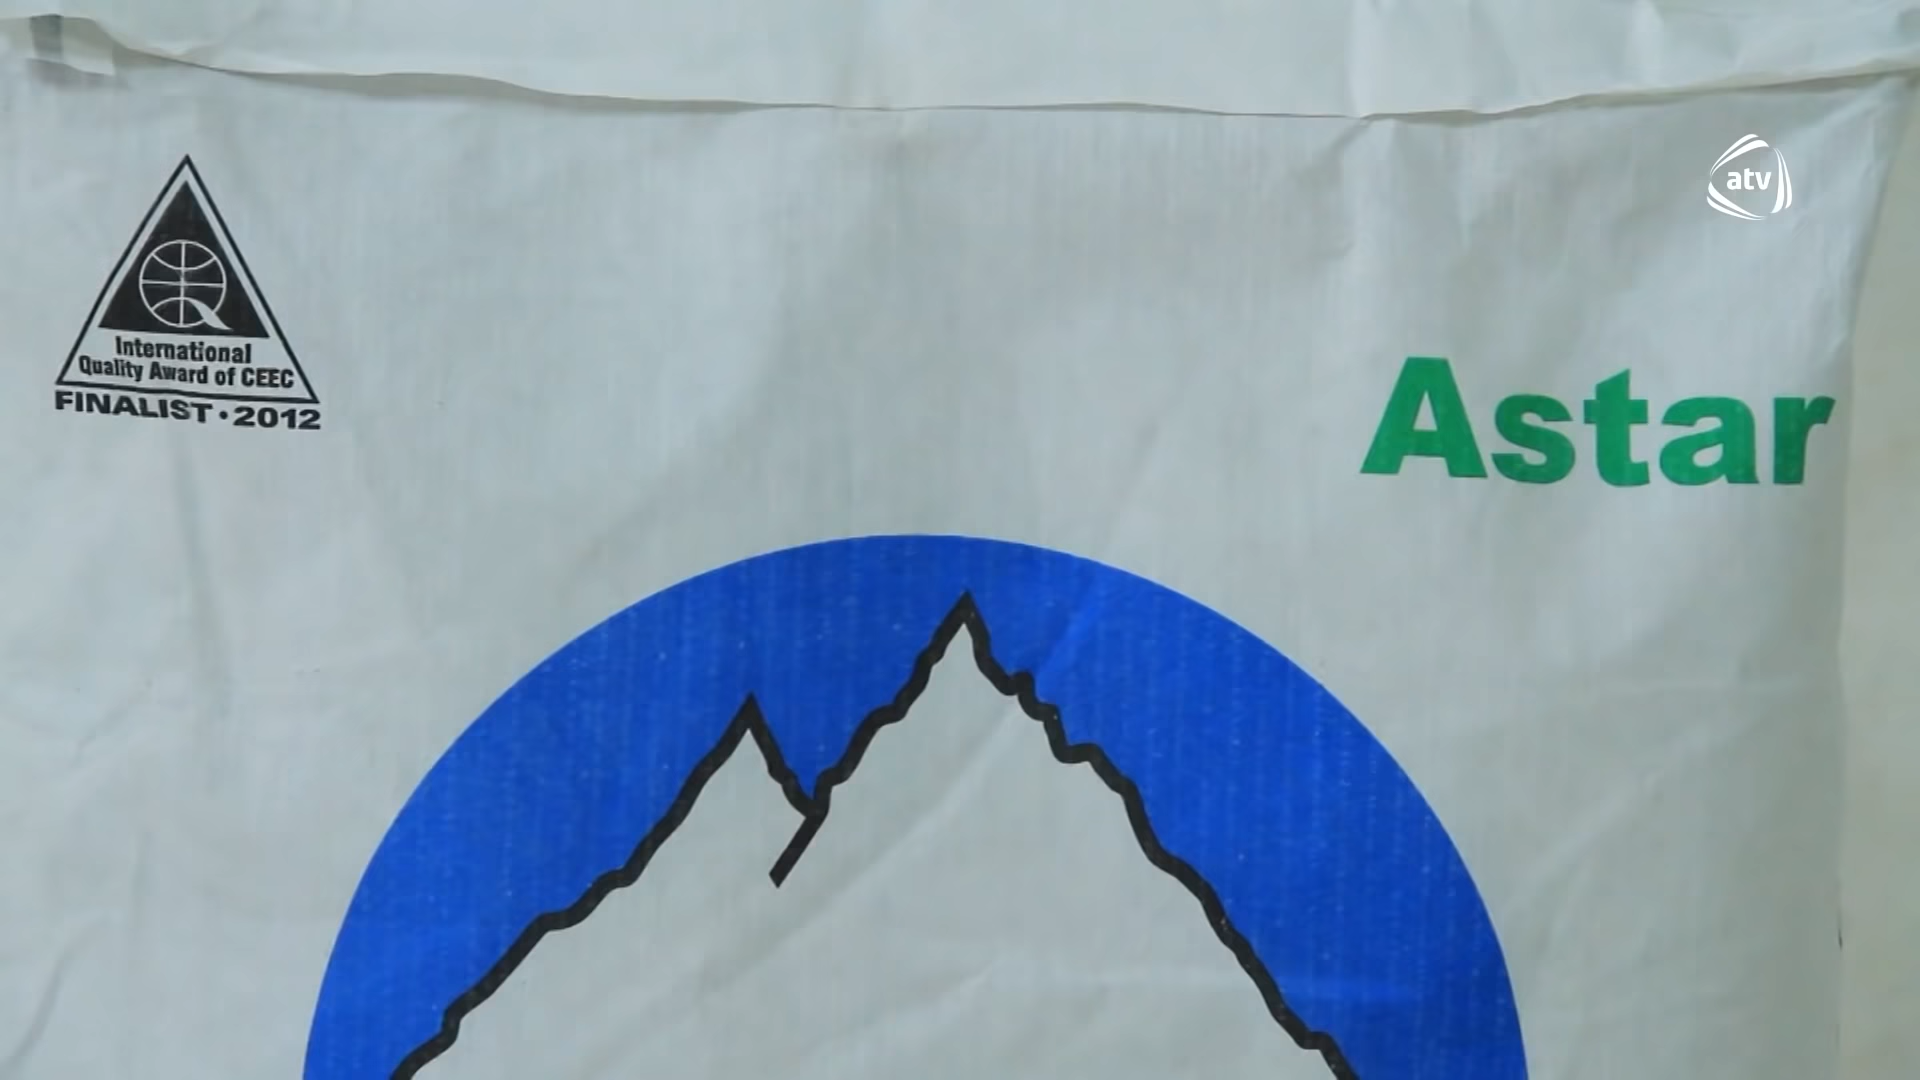 atv
International
Quality Award of CEEC
FINALIST • 2012
Astar